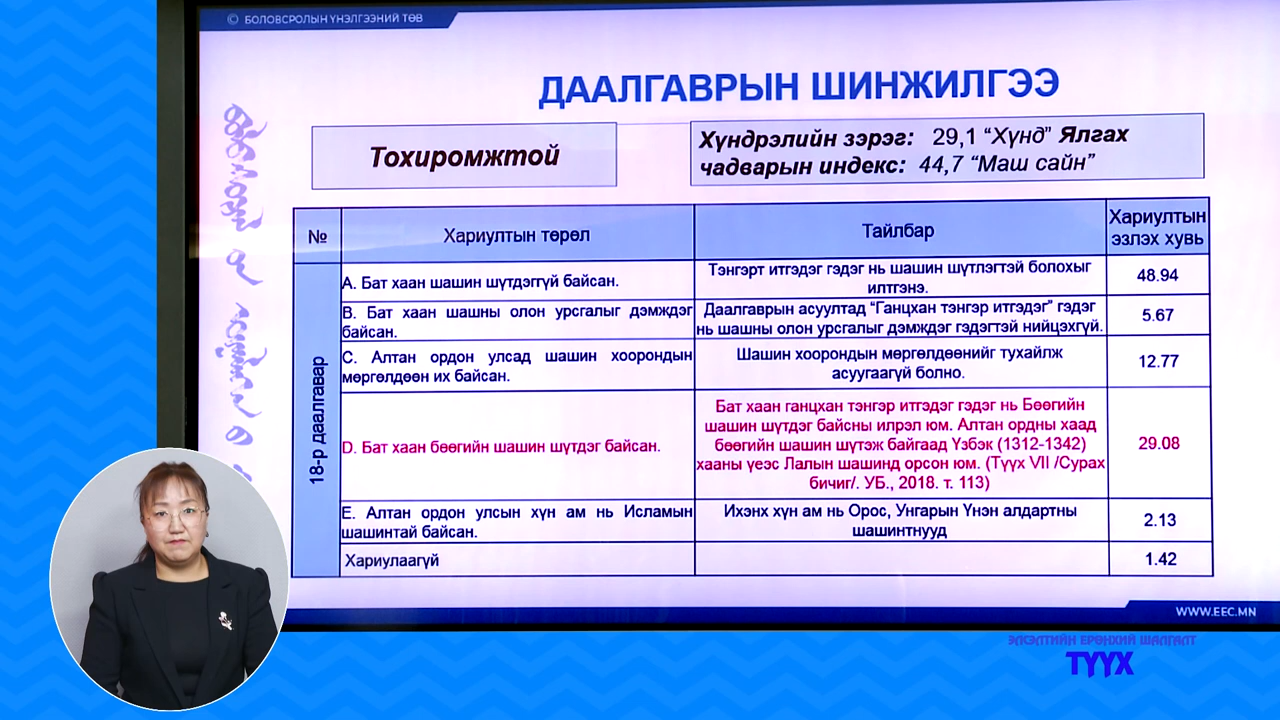 © БОЛОВСРОЛЫН ҮНЭЛГЭЭНИЙ ТӨВ
ДААЛГАВРЫН ШИНЖИЛГЭЭ
Тохиромжтой
Хүндрэлийн зэрэг: 29,1 “Хүнд” Ялгах
чадварын индекс: 44,7 “Маш сайн”
№
Хариултын төрөл
Тайлбар
Хариултын
эзлэх хувь
18-р даалгавар
A. Бат хаан шашин шүтдэггүй байсан.
Тэнгэрт итгэдэг гэдэг нь шашин шүтлэгтэй болохыг
илтгэнэ.
48.94
B. Бат хаан шашны олон урсгалыг дэмждэг
байсан.
Даалгаврын асуултад “Ганцхан тэнгэр итгэдэг” гэдэг
нь шашны олон урсгалыг дэмждэг гэдэгтэй нийцэхгүй.
5.67
C. Алтан ордон улсад шашин хоорондын
мөргөлдөөн их байсан.
Шашин хоорондын мөргөлдөөнийг тухайлж
асуугаагүй болно.
12.77
D. Бат хаан бөөгийн шашин шүтдэг байсан.
Бат хаан ганцхан тэнгэр итгэдэг гэдэг нь Бөөгийн
шашин шүтдэг байсны илрэл юм. Алтан ордны хаад
бөөгийн шашин шүтэж байгаад Үзбэк (1312-1342)
хааны үеэс Лалын шашинд орсон юм. (Түүх VII /Сурах
бичиг/. УБ., 2018. т. 113)
29.08
E. Алтан ордон улсын хүн ам нь Исламын
шашинтай байсан.
Ихэнх хүн ам нь Орос, Унгарын Үнэн алдартны
шашинтнууд
2.13
Хариулаагүй
1.42
WWW.EEC.MN
ЭЛСЭЛТИЙН ЕРӨНХИЙ ШАЛГАЛТ
ТҮҮХ